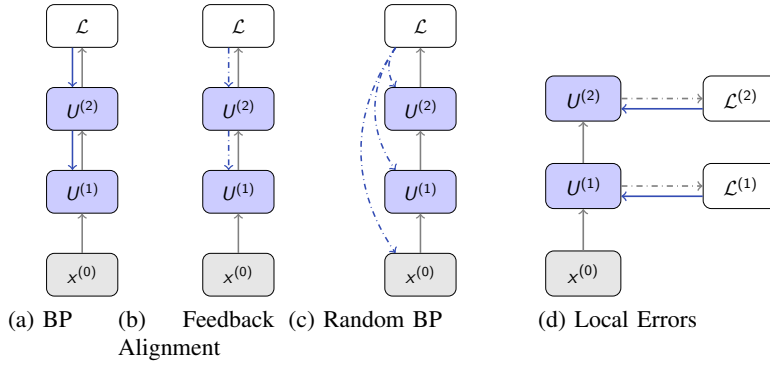 ℒ ℒ ℒ
U⁽²⁾ U⁽²⁾ U⁽²⁾ U⁽²⁾ ℒ⁽²⁾
U⁽¹⁾ U⁽¹⁾ U⁽¹⁾ U⁽¹⁾ ℒ⁽¹⁾
x⁽⁰⁾ x⁽⁰⁾ x⁽⁰⁾ x⁽⁰⁾
(a) BP (b) Feedback (c) Random BP (d) Local Errors
Alignment